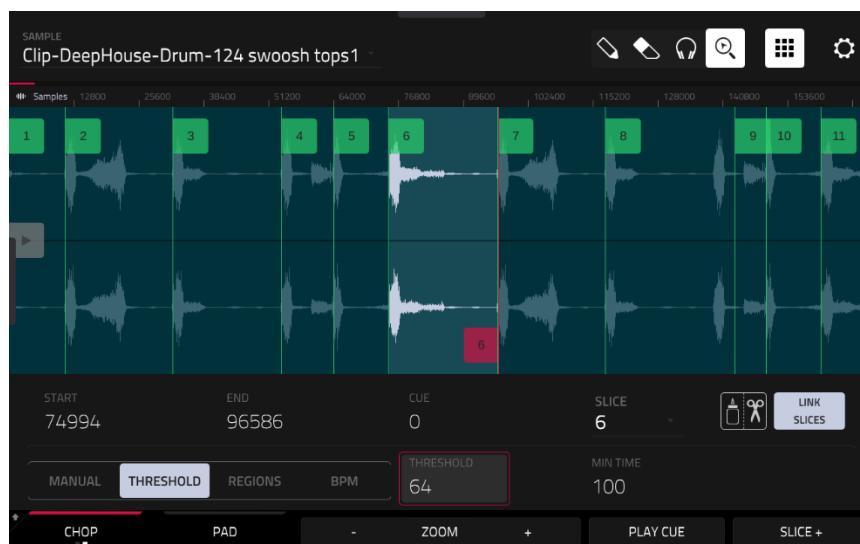 SAMPLE
Clip-DeepHouse-Drum-124 swoosh tops1
Samples 12800 25600 38400 51200 64000 76800 89600 102400 115200 128000 140800 153600
1 2 3 4 5 6 7 8 9 10 11
6
START END CUE SLICE
74994 96586 0 6
LINK
SLICES
MANUAL THRESHOLD REGIONS BPM
THRESHOLD MIN TIME
64 100
CHOP PAD - ZOOM + PLAY CUE SLICE +